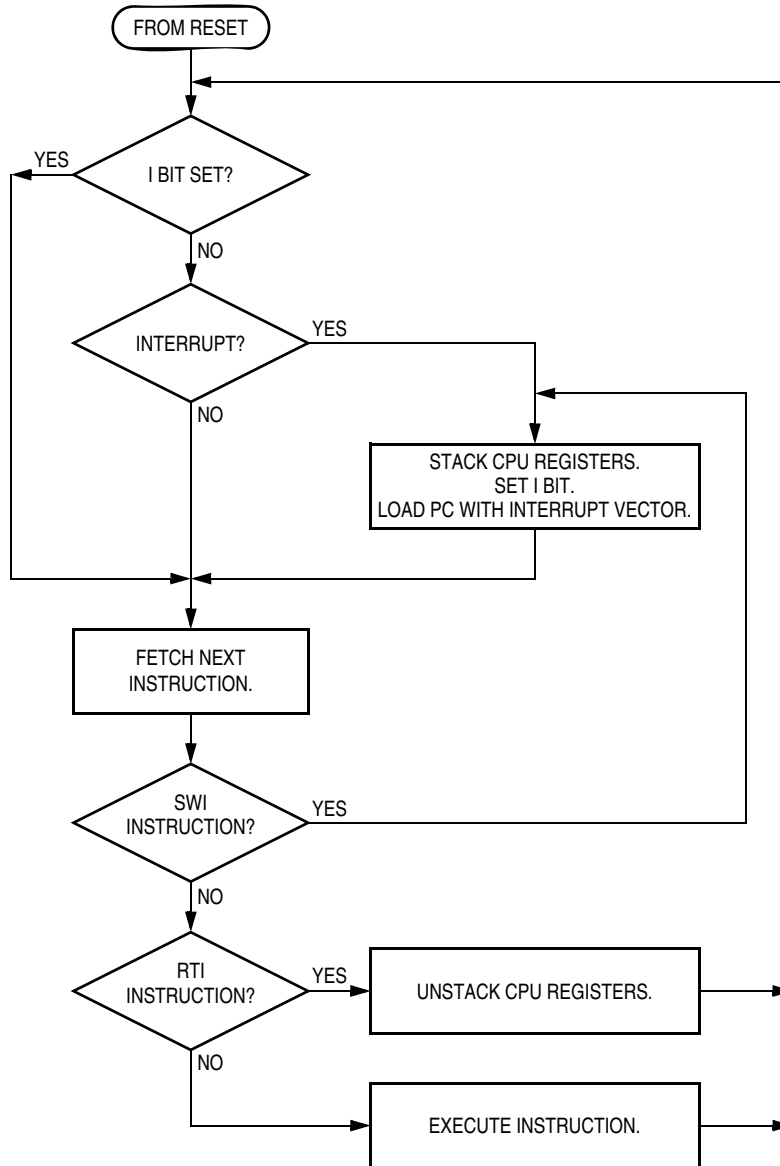 FROM RESET
YES
I BIT SET?
NO
INTERRUPT?
YES
NO
STACK CPU REGISTERS.
SET I BIT.
LOAD PC WITH INTERRUPT VECTOR.
FETCH NEXT
INSTRUCTION.
SWI
INSTRUCTION?
YES
NO
RTI
INSTRUCTION?
YES
UNSTACK CPU REGISTERS.
NO
EXECUTE INSTRUCTION.